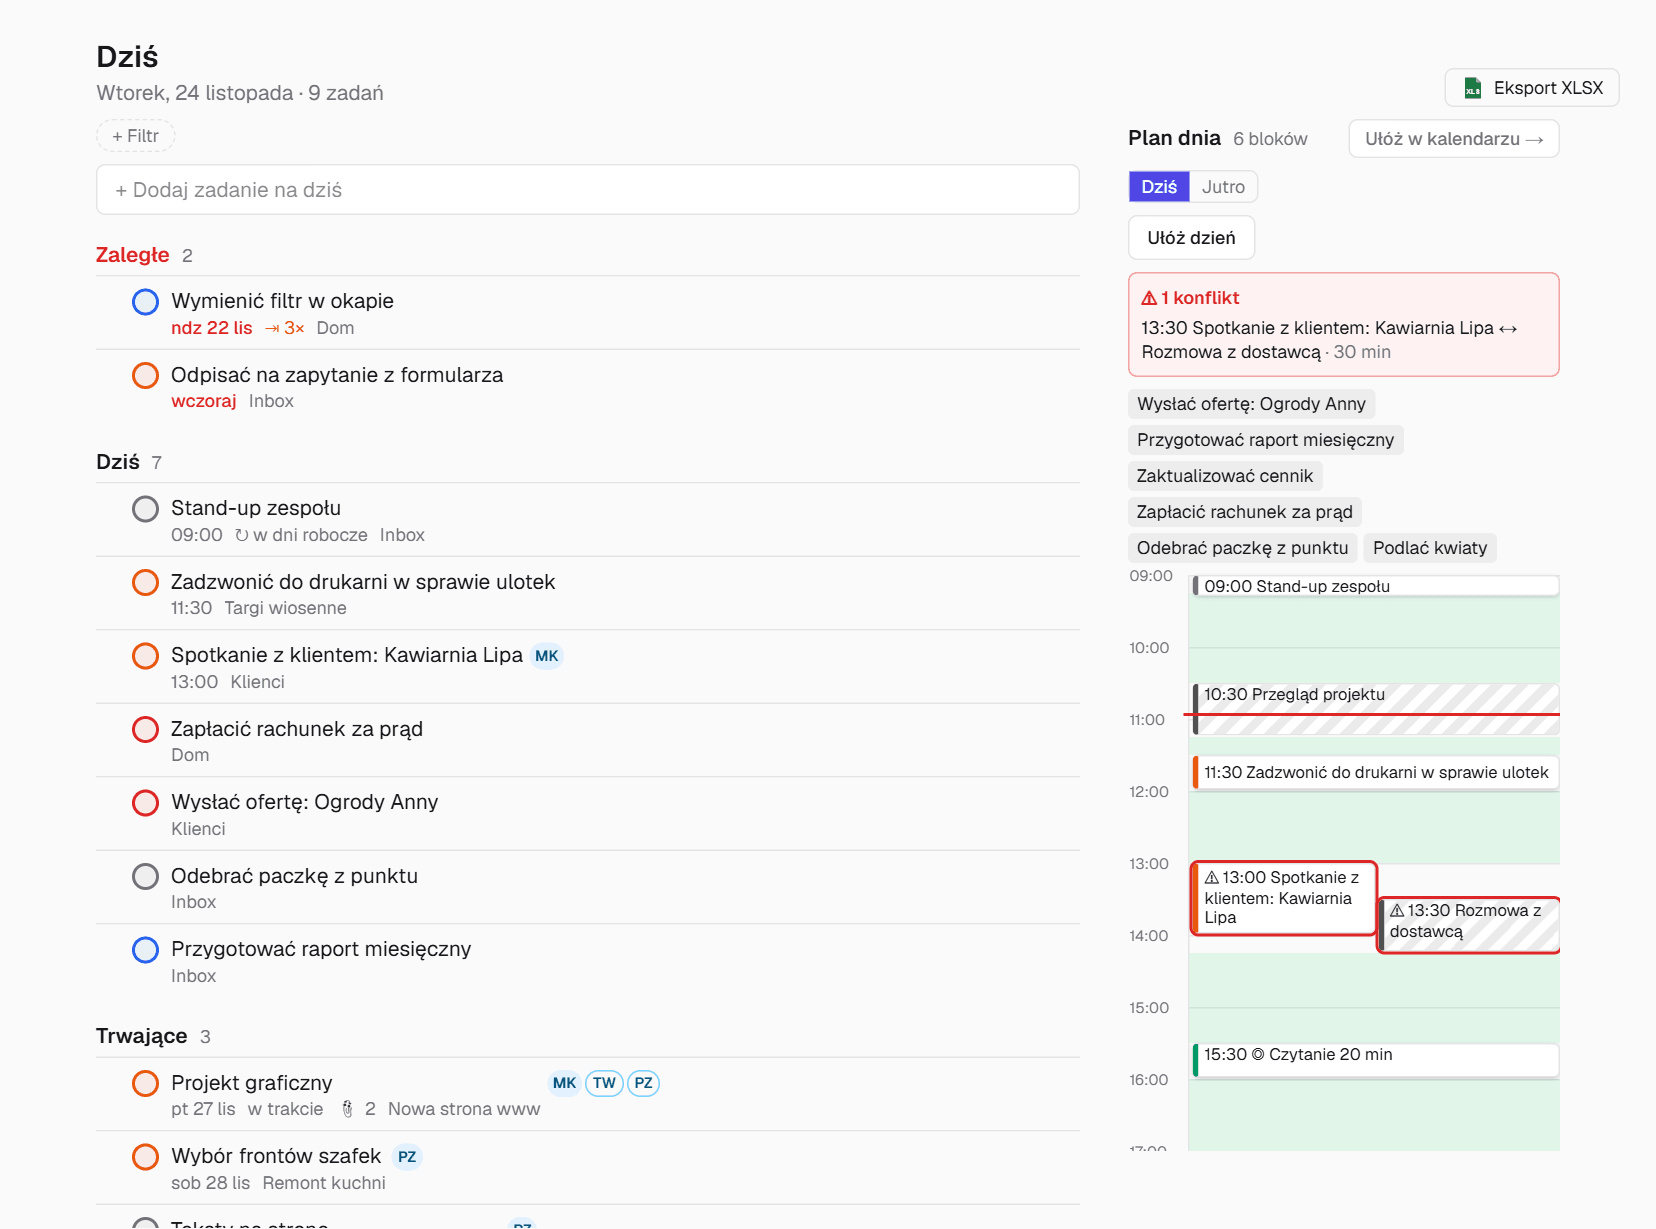 Dziś
Wtorek, 24 listopada · 9 zadań
+ Filtr
+ Dodaj zadanie na dziś
Zaległe 2
Wymienić filtr w okapie
ndz 22 lis ⇥ 3× Dom
Odpisać na zapytanie z formularza
wczoraj Inbox
Dziś 7
Stand-up zespołu
09:00 ↻ w dni robocze Inbox
Zadzwonić do drukarni w sprawie ulotek
11:30 Targi wiosenne
Spotkanie z klientem: Kawiarnia Lipa MK
13:00 Klienci
Zapłacić rachunek za prąd
Dom
Wysłać ofertę: Ogrody Anny
Klienci
Odebrać paczkę z punktu
Inbox
Przygotować raport miesięczny
Inbox
Trwające 3
Projekt graficzny MK TW PZ
pt 27 lis w trakcie 2 Nowa strona www
Wybór frontów szafek PZ
sob 28 lis Remont kuchni
Teksty na stronę PZ
Eksport XLSX
Plan dnia 6 bloków
Ułóż w kalendarzu →
Dziś Jutro
Ułóż dzień
⚠ 1 konflikt
13:30 Spotkanie z klientem: Kawiarnia Lipa ↔
Rozmowa z dostawcą · 30 min
Wysłać ofertę: Ogrody Anny
Przygotować raport miesięczny
Zaktualizować cennik
Zapłacić rachunek za prąd
Odebrać paczkę z punktu Podlać kwiaty
09:00
09:00 Stand-up zespołu
10:00
10:30 Przegląd projektu
11:00
11:30 Zadzwonić do drukarni w sprawie ulotek
12:00
13:00
⚠ 13:00 Spotkanie z
klientem: Kawiarnia
Lipa
⚠ 13:30 Rozmowa z
dostawcą
14:00
15:00
15:30 ◎ Czytanie 20 min
16:00
17:00